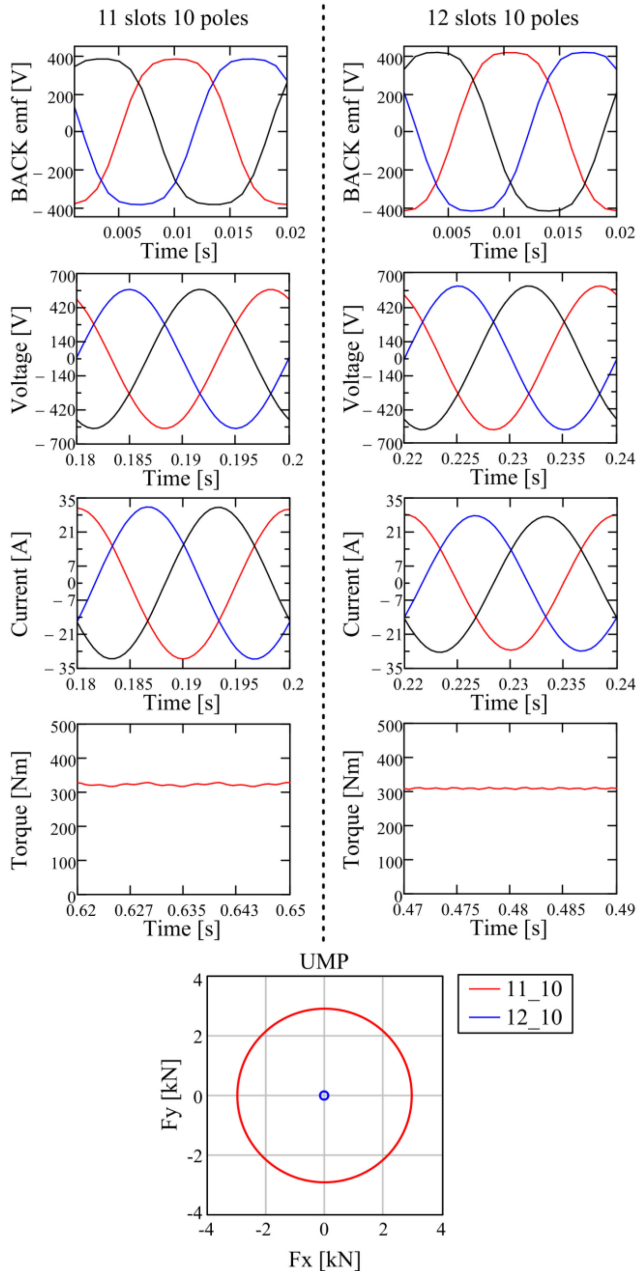 11 slots 10 poles
12 slots 10 poles
BACK emf [V]
400
200
0
− 200
− 400
0.005 0.01 0.015 0.02
Time [s]
BACK emf [V]
400
200
0
− 200
− 400
0.005 0.01 0.015 0.02
Time [s]
Voltage [V]
700
420
140
0
− 140
− 420
− 700
0.18 0.185 0.19 0.195 0.2
Time [s]
Voltage [V]
700
420
140
0
− 140
− 420
− 700
0.22 0.225 0.23 0.235 0.24
Time [s]
Current [A]
35
21
7
0
− 7
− 21
− 35
0.18 0.185 0.19 0.195 0.2
Time [s]
Current [A]
35
21
7
0
− 7
− 21
− 35
0.22 0.225 0.23 0.235 0.24
Time [s]
Torque [Nm]
500
400
300
200
100
0
0.62 0.627 0.635 0.643 0.65
Time [s]
Torque [Nm]
500
400
300
200
100
0
0.47 0.475 0.48 0.485 0.49
Time [s]
UMP
Fy [kN]
4
2
0
-2
-4
-4 -2 0 2 4
Fx [kN]
11_10
12_10